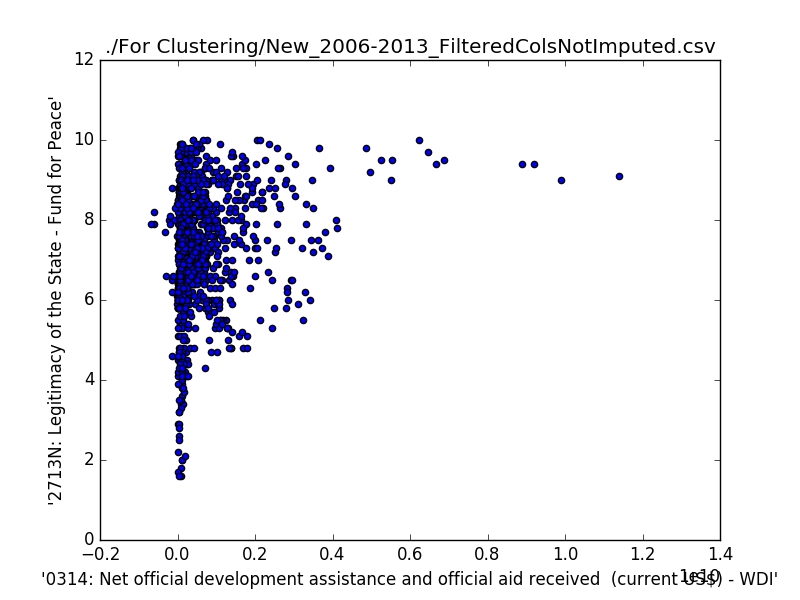 ./For Clustering/New_2006-2013_FilteredColsNotImputed.csv
'2713N: Legitimacy of the State - Fund for Peace'
12
10
8
6
4
2
0
−0.2 0.0 0.2 0.4 0.6 0.8 1.0 1.2 1.4
1e10
'0314: Net official development assistance and official aid received  (current US$) - WDI'